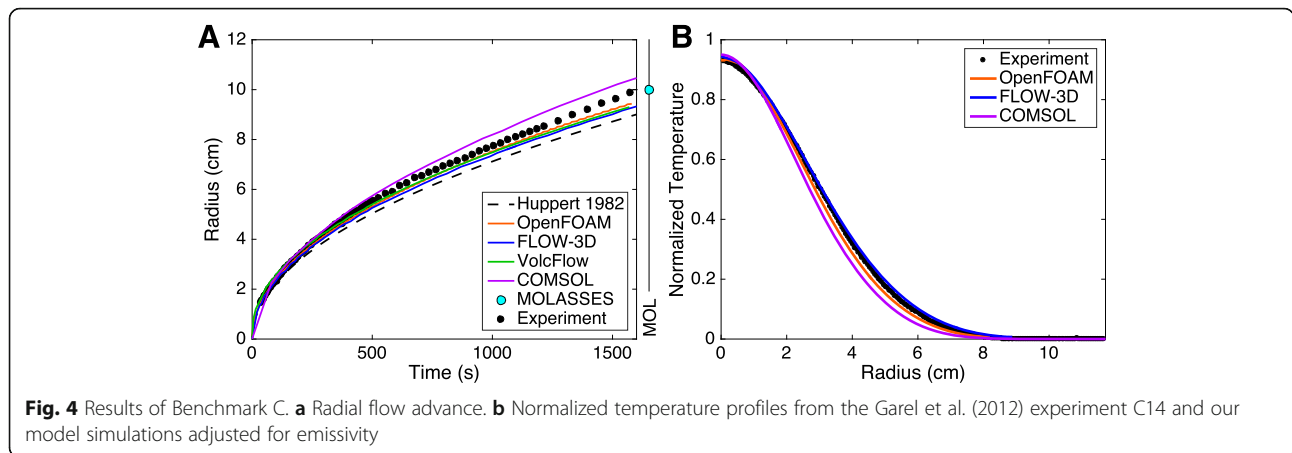 A
12
10
8
6
4
2
0
Radius (cm)
0
500
1000
1500
Time (s)
Huppert 1982
OpenFOAM
FLOW-3D
VolcFlow
COMSOL
MOLASSES
Experiment
MOL
B
1
0.8
0.6
0.4
0.2
0
Normalized Temperature
0
2
4
6
8
10
Radius (cm)
Experiment
OpenFOAM
FLOW-3D
COMSOL
Fig. 4 Results of Benchmark C. a Radial flow advance. b Normalized temperature profiles from the Garel et al. (2012) experiment C14 and our
model simulations adjusted for emissivity